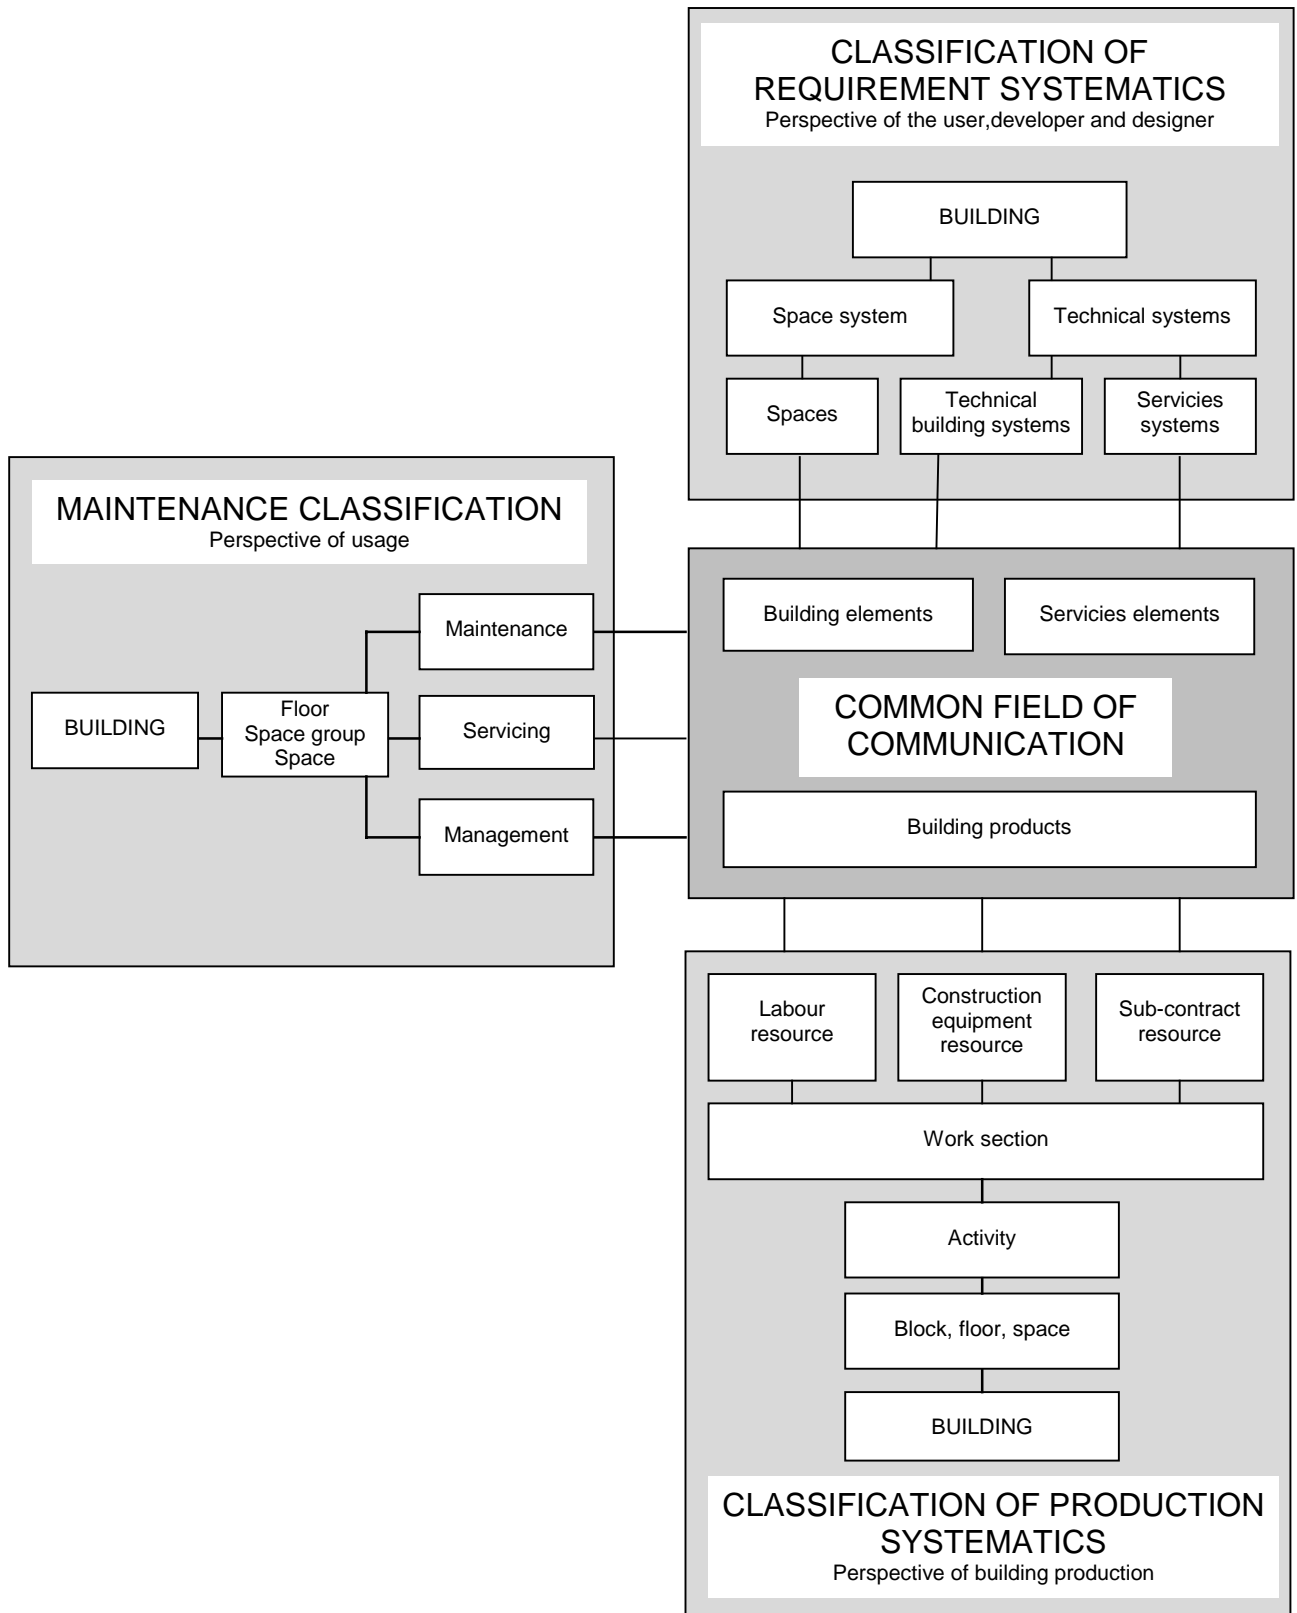 CLASSIFICATION OF
REQUIREMENT SYSTEMATICS
Perspective of the user,developer and designer
BUILDING
Space system
Technical systems
Spaces
Technical
building systems
Servicies
systems
MAINTENANCE CLASSIFICATION
Perspective of usage
Maintenance
BUILDING
Floor
Space group
Space
Servicing
Management
Building elements
Servicies elements
COMMON FIELD OF
COMMUNICATION
Building products
Labour
resource
Construction
equipment
resource
Sub-contract
resource
Work section
Activity
Block, floor, space
BUILDING
CLASSIFICATION OF PRODUCTION
SYSTEMATICS
Perspective of building production